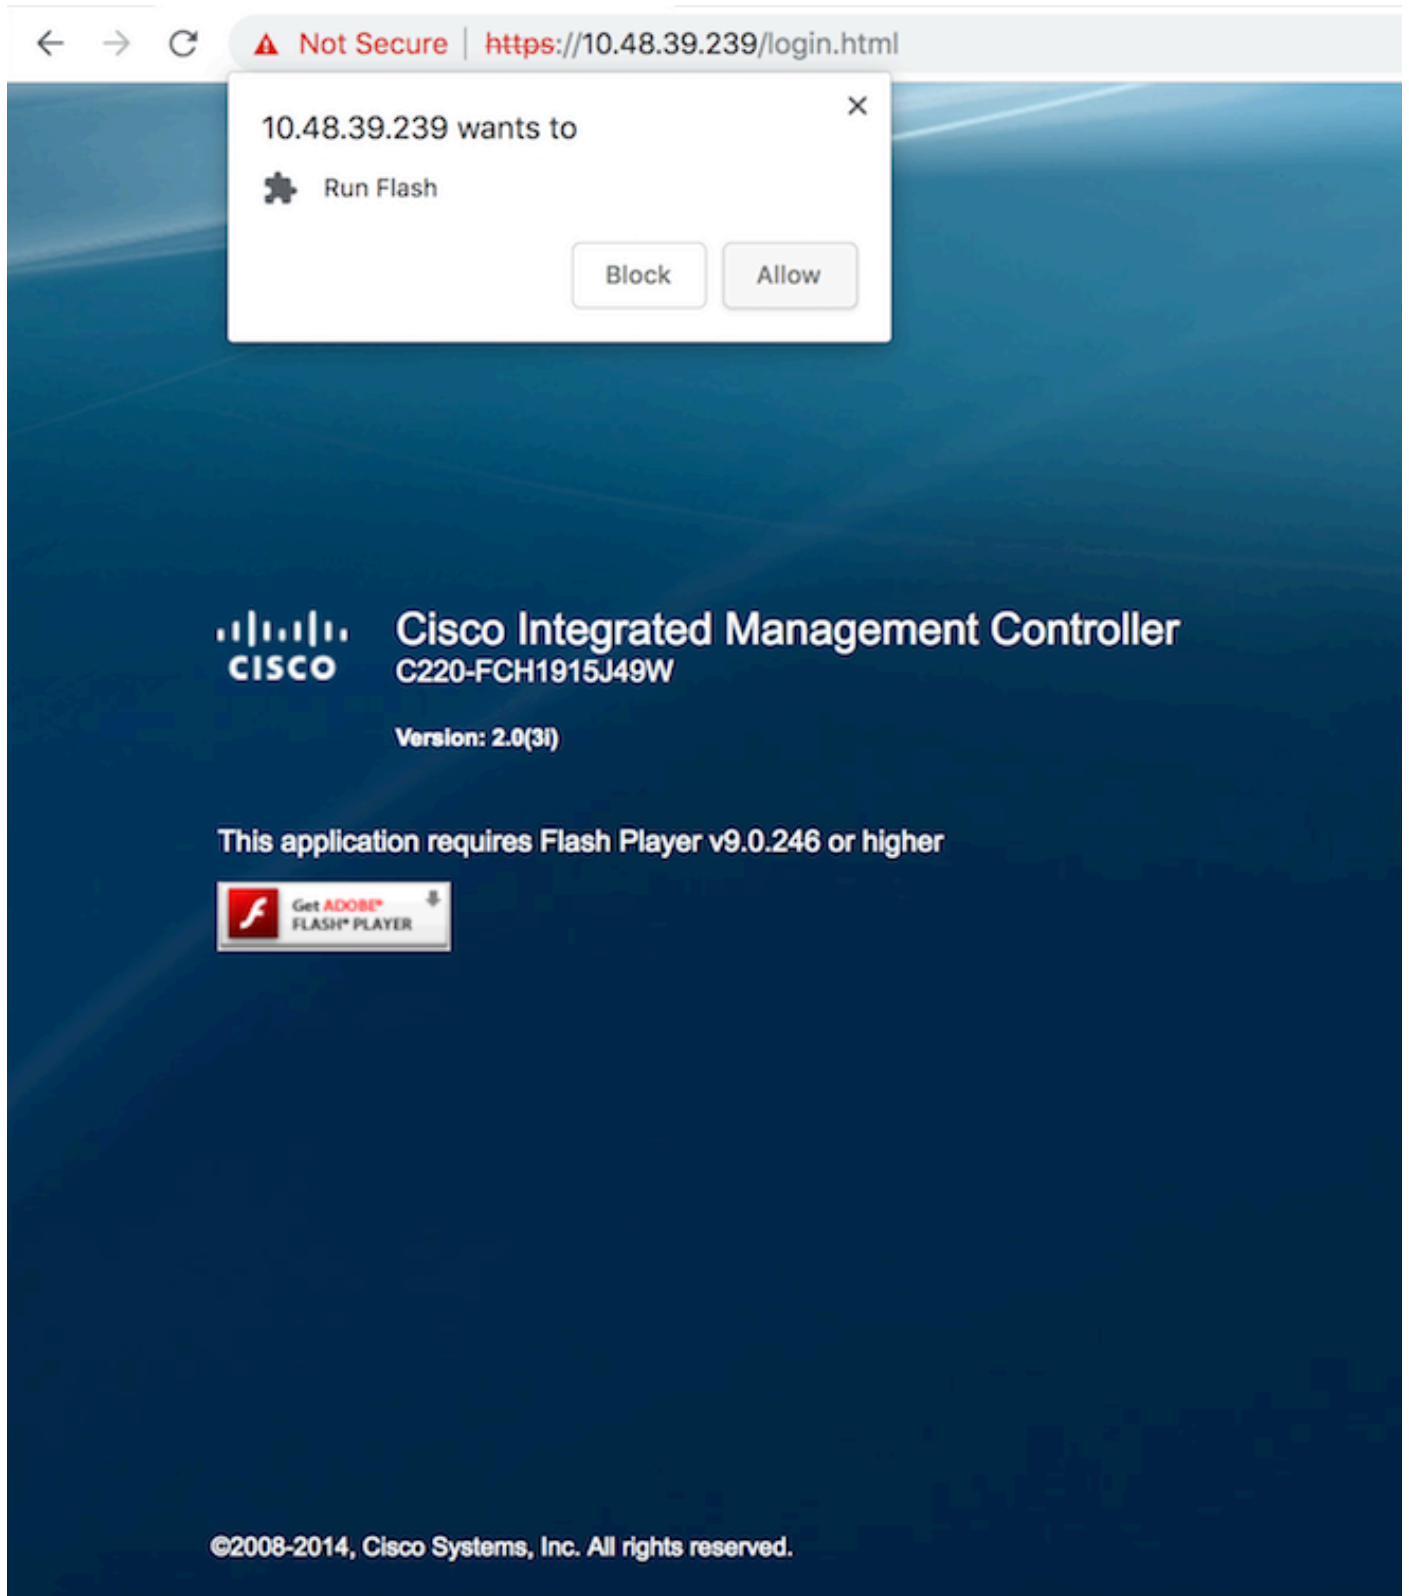 Not Secure | https://10.48.39.239/login.html
10.48.39.239 wants to
Run Flash
Block
Allow
CISCO
Cisco Integrated Management Controller
C220-FCH1915J49W
Version: 2.0(3i)
This application requires Flash Player v9.0.246 or higher
Get ADOBE®
FLASH® PLAYER
©2008-2014, Cisco Systems, Inc. All rights reserved.